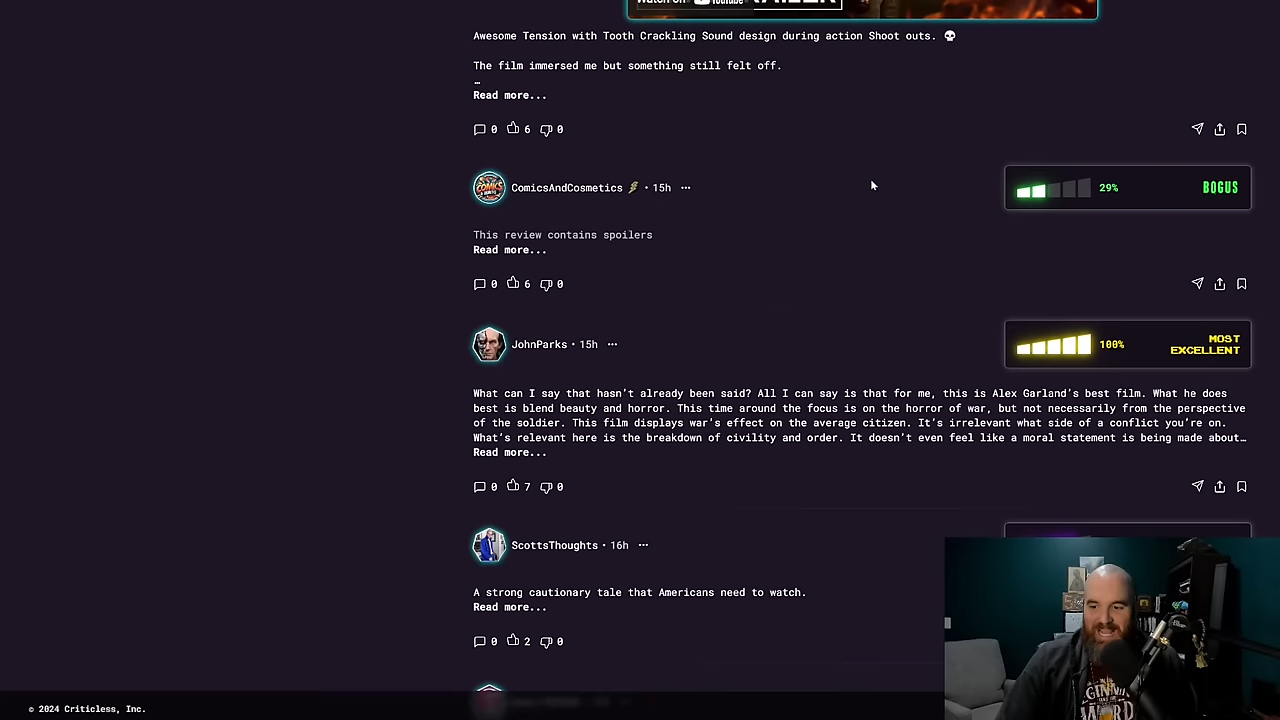 Watch on YouTube
Awesome Tension with Tooth Crackling Sound design during action Shoot outs. 💀
The film immersed me but something still felt off.
…
Read more...
0 6 0
ComicsAndCosmetics ⚡ • 15h ···
29% BOGUS
This review contains spoilers
Read more...
0 6 0
JohnParks • 15h ···
100% MOST
EXCELLENT
What can I say that hasn't already been said? All I can say is that for me, this is Alex Garland's best film. What he does
best is blend beauty and horror. This time around the focus is on the horror of war, but not necessarily from the perspective
of the soldier. This film displays war's effect on the average citizen. It's irrelevant what side of a conflict you're on.
What's relevant here is the breakdown of civility and order. It doesn't even feel like a moral statement is being made about…
Read more...
0 7 0
ScottsThoughts • 16h ···
A strong cautionary tale that Americans need to watch.
Read more...
0 2 0
© 2024 Criticless, Inc.